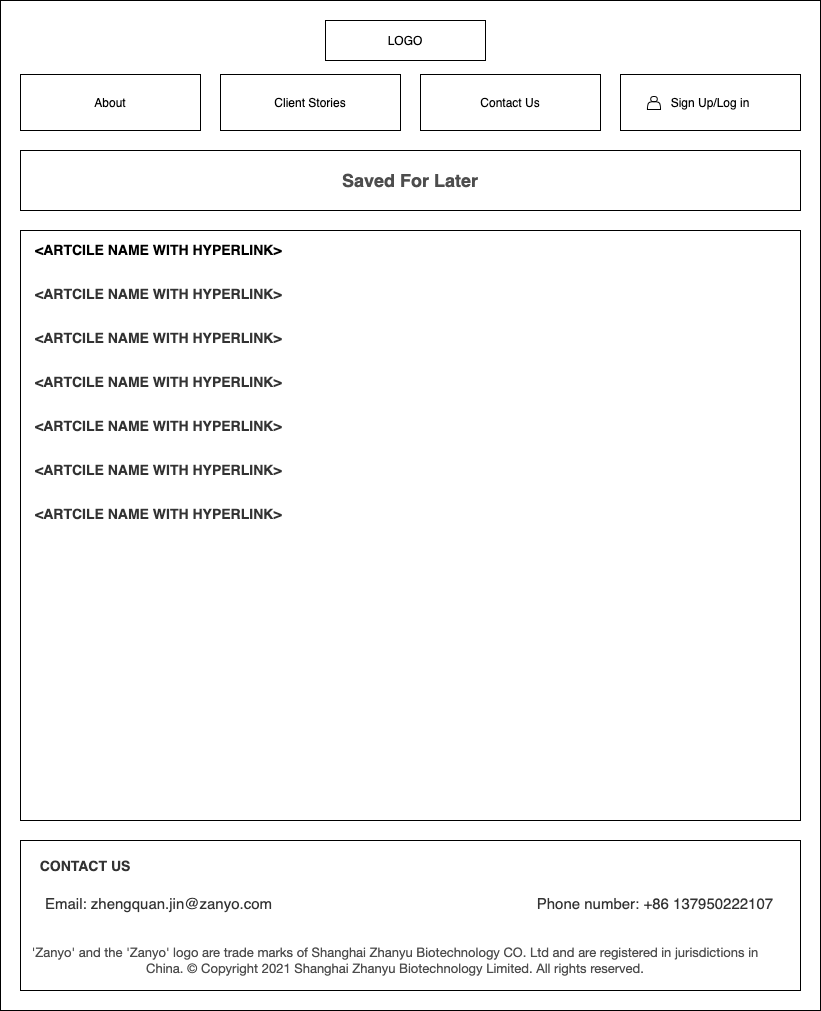 LOGO
About
Client Stories
Contact Us
Sign Up/Log in
Saved For Later
<ARTCILE NAME WITH HYPERLINK>
<ARTCILE NAME WITH HYPERLINK>
<ARTCILE NAME WITH HYPERLINK>
<ARTCILE NAME WITH HYPERLINK>
<ARTCILE NAME WITH HYPERLINK>
<ARTCILE NAME WITH HYPERLINK>
<ARTCILE NAME WITH HYPERLINK>
CONTACT US
Email: zhengquan.jin@zanyo.com
Phone number: +86 137950222107
'Zanyo' and the 'Zanyo' logo are trade marks of Shanghai Zhanyu Biotechnology CO. Ltd and are registered in jurisdictions in
China. © Copyright 2021 Shanghai Zhanyu Biotechnology Limited. All rights reserved.